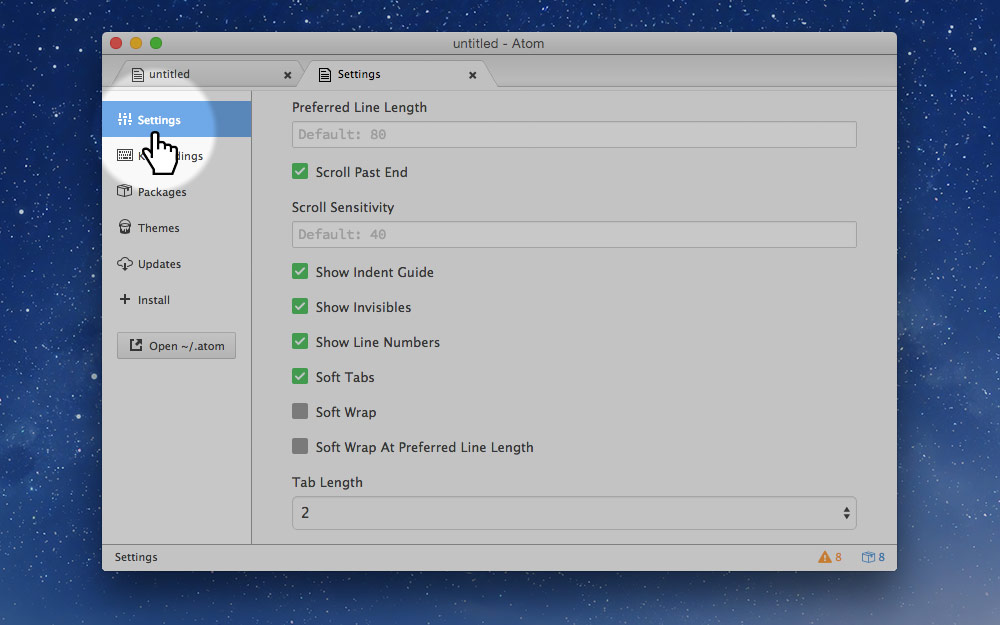 untitled - Atom
untitled
Settings
Settings
Packages
Themes
Updates
Install
Open ~/.atom
Preferred Line Length
Default: 80
Scroll Past End
Scroll Sensitivity
Default: 40
Show Indent Guide
Show Invisibles
Show Line Numbers
Soft Tabs
Soft Wrap
Soft Wrap At Preferred Line Length
Tab Length
2
Settings
8
8